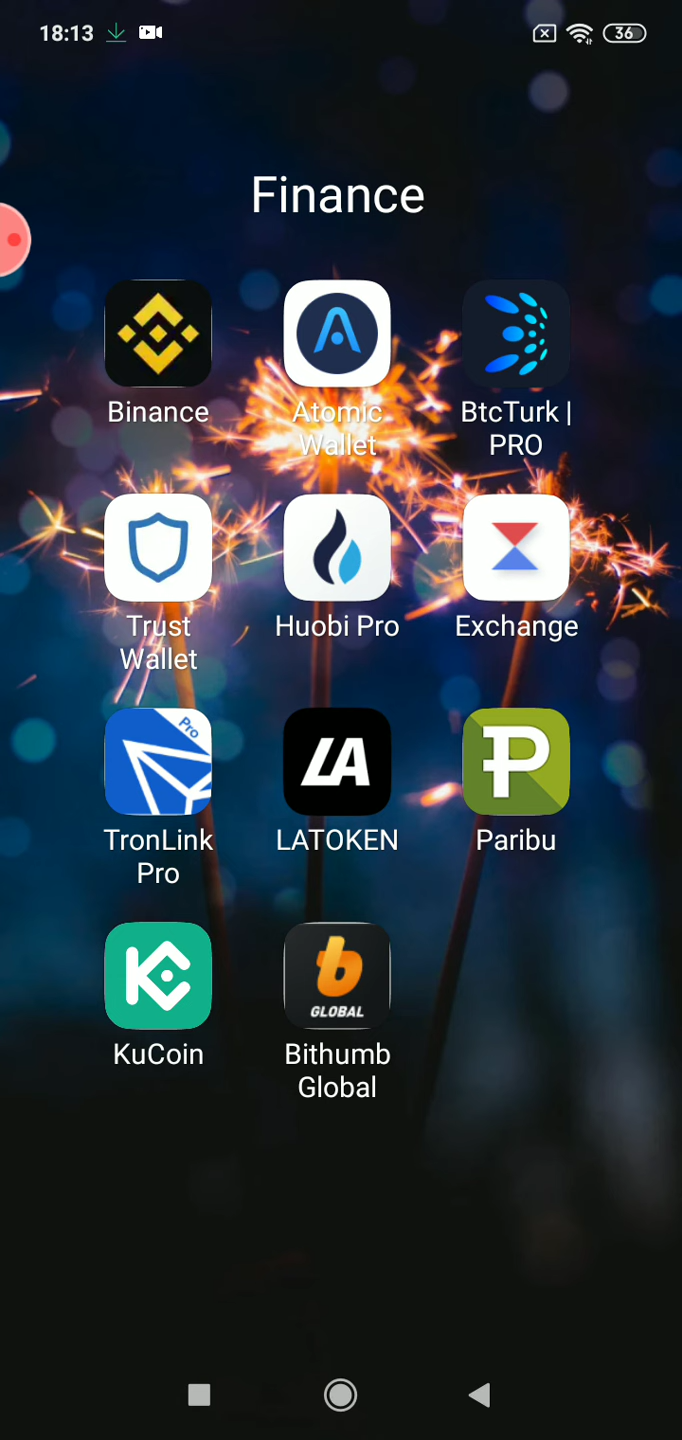 18:13
36
Finance
Binance
Atomic
Wallet
BtcTurk |
PRO
Trust
Wallet
Huobi Pro
Exchange
Pro
TronLink
Pro
LA
LATOKEN
Paribu
KuCoin
b
GLOBAL
Bithumb
Global